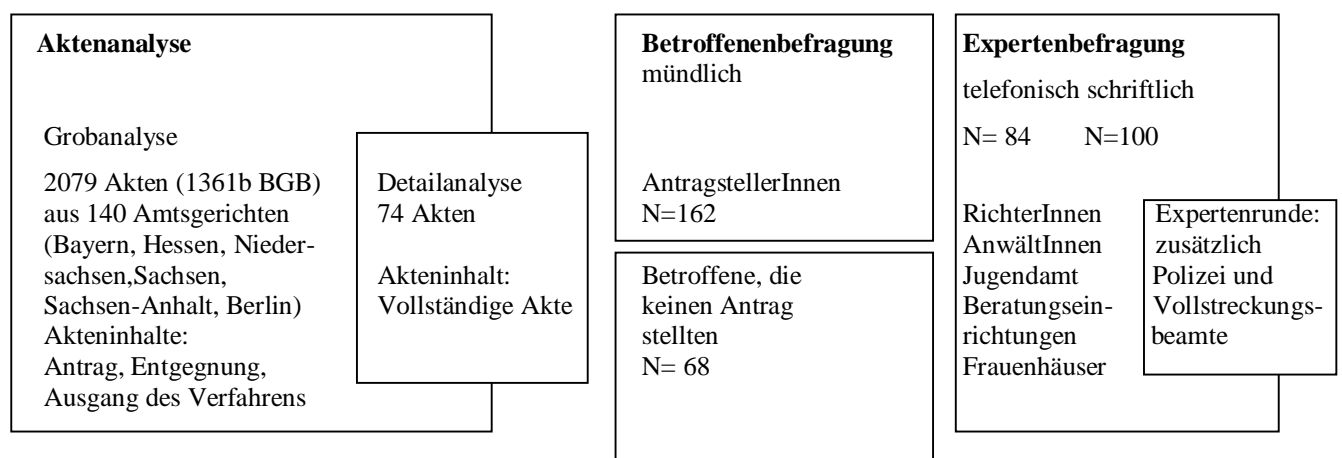 Aktenanalyse
Grobanalyse
2079 Akten (1361b BGB)
aus 140 Amtsgerichten
(Bayern, Hessen, Nieder-
sachsen,Sachsen,
Sachsen-Anhalt, Berlin)
Akteninhalte:
Antrag, Entgegnung,
Ausgang des Verfahrens
Detailanalyse
74 Akten
Akteninhalt:
Vollständige Akte
Betroffenenbefragung
mündlich
AntragstellerInnen
N=162
Betroffene, die
keinen Antrag
stellten
N= 68
Expertenbefragung
telefonisch schriftlich
N= 84 N=100
RichterInnen
AnwältInnen
Jugendamt
Beratungsein-
richtungen
Frauenhäuser
Expertenrunde:
zusätzlich
Polizei und
Vollstreckungs-
beamte